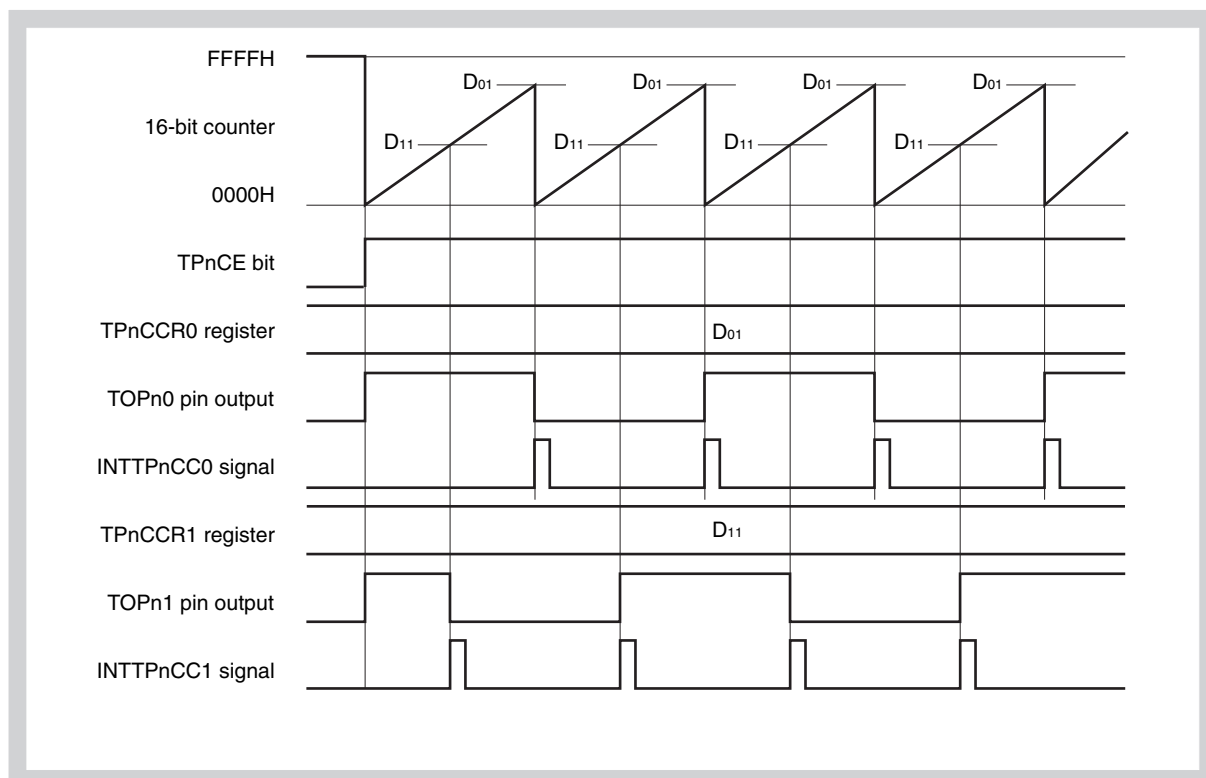 FFFFH
D01 D01 D01 D01
16-bit counter
D11 D11 D11 D11
0000H
TPnCE bit
TPnCCR0 register D01
TOPn0 pin output
INTTPnCC0 signal
TPnCCR1 register D11
TOPn1 pin output
INTTPnCC1 signal